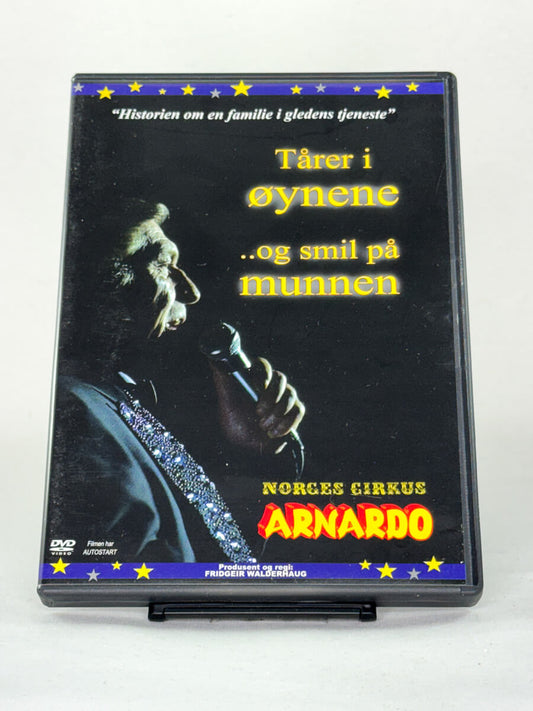 "Historien om en familie i gledens tjeneste"
Tårer i
øynene
..og smil på
munnen
NORGES CIRKUS
ARNARDO
DVD
VIDEO
Filmen har
AUTOSTART
Produsent og regi:
FRIDGEIR WALDERHAUG